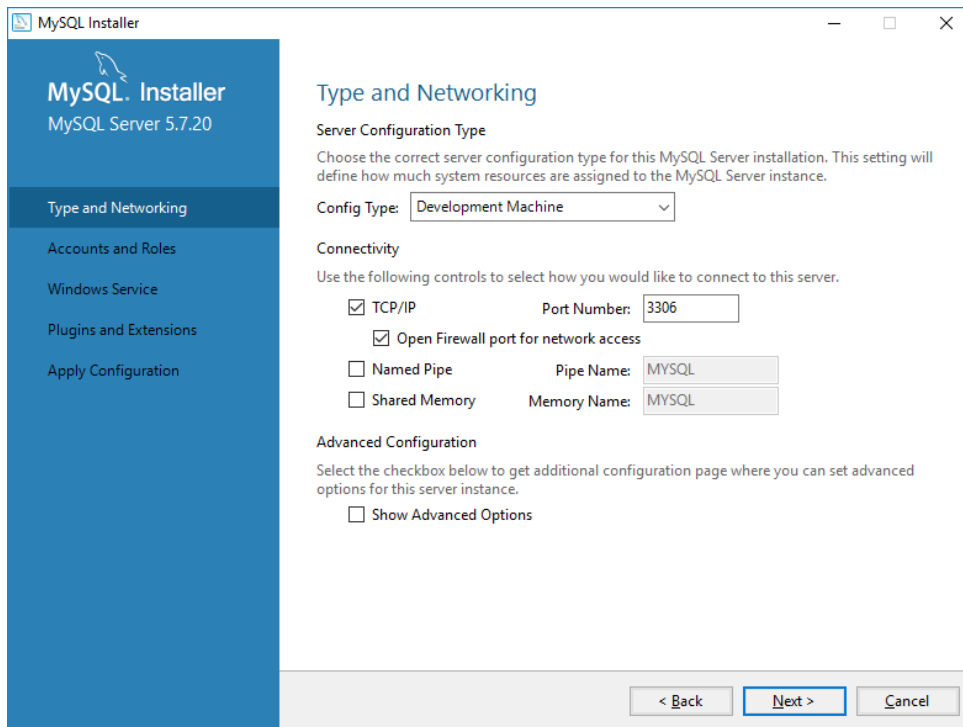 MySQL Installer
MySQL. Installer
MySQL Server 5.7.20
Type and Networking
Accounts and Roles
Windows Service
Plugins and Extensions
Apply Configuration
Type and Networking
Server Configuration Type
Choose the correct server configuration type for this MySQL Server installation. This setting will
define how much system resources are assigned to the MySQL Server instance.
Config Type: Development Machine
Connectivity
Use the following controls to select how you would like to connect to this server.
TCP/IP Port Number: 3306
Open Firewall port for network access
Named Pipe Pipe Name: MYSQL
Shared Memory Memory Name: MYSQL
Advanced Configuration
Select the checkbox below to get additional configuration page where you can set advanced
options for this server instance.
Show Advanced Options
< Back Next > Cancel